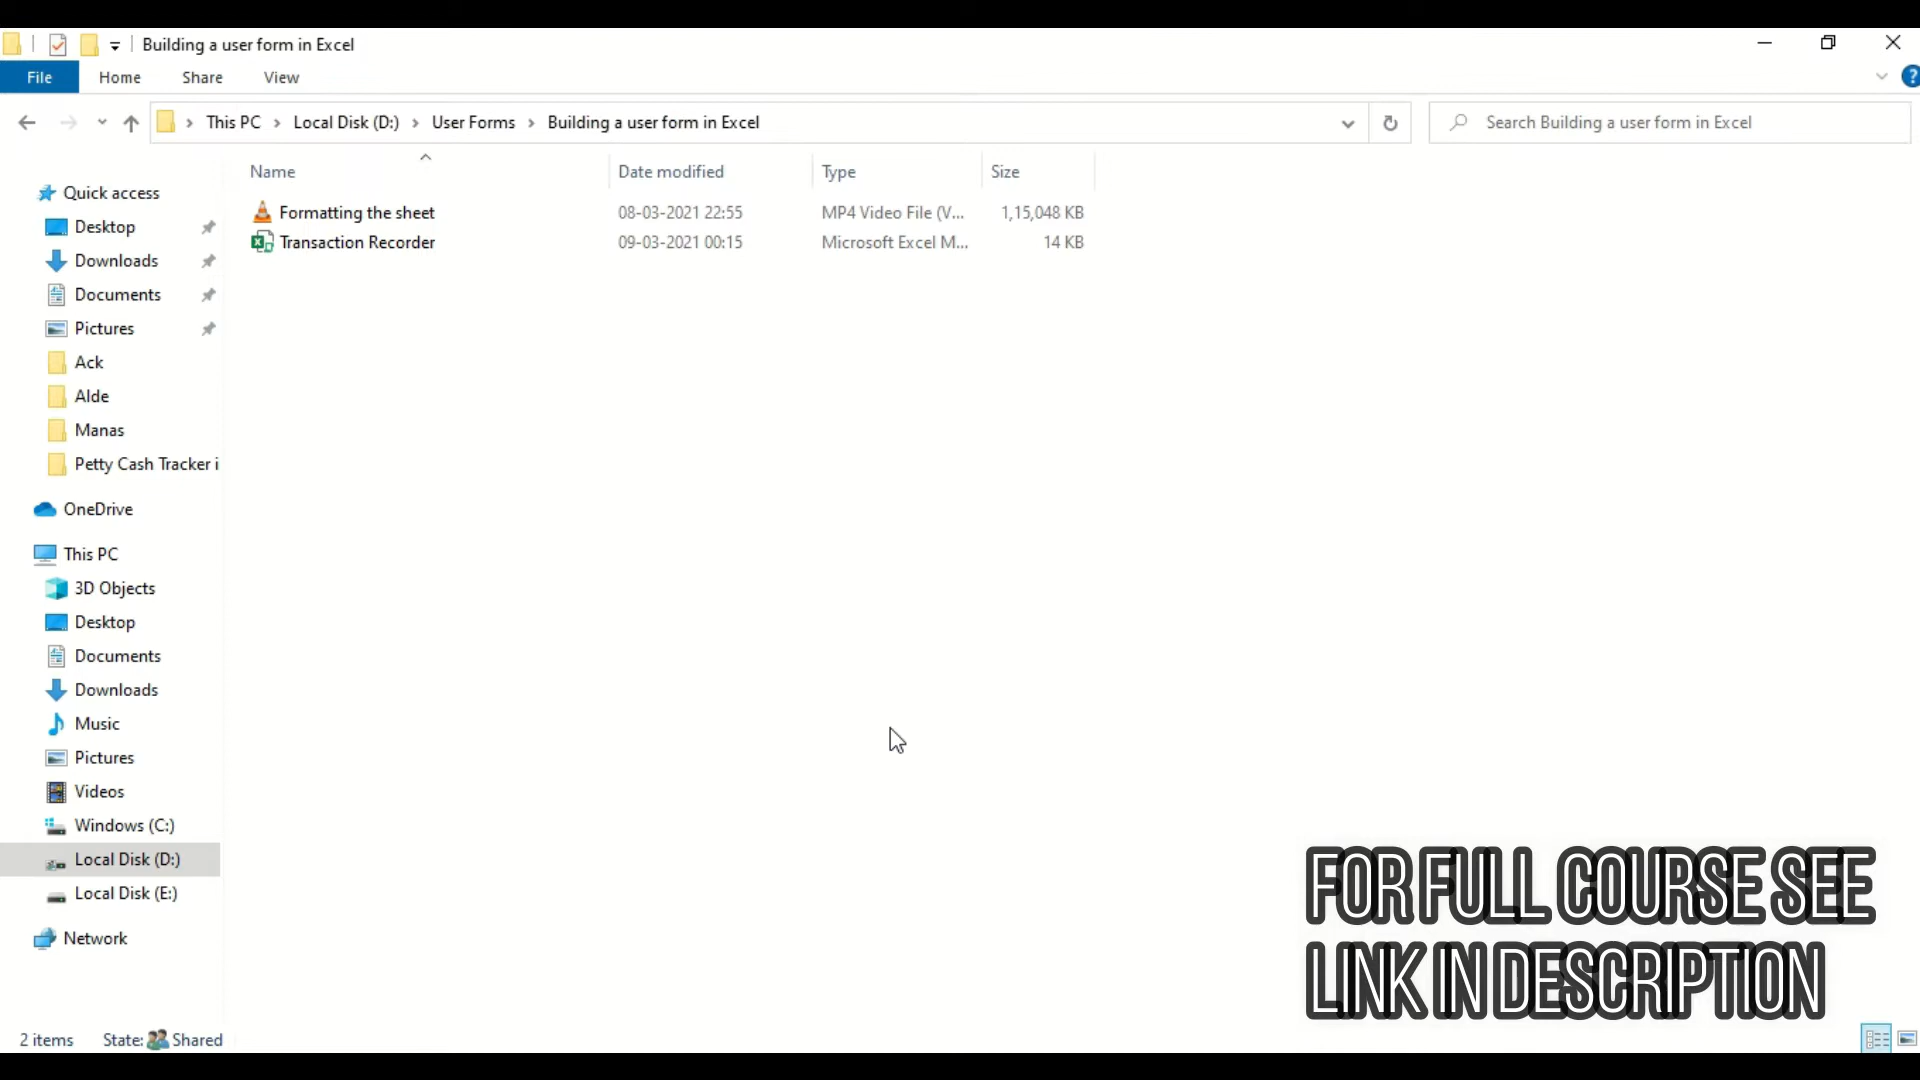 Building a user form in Excel
File Home Share View
This PC > Local Disk (D:) > User Forms > Building a user form in Excel
Search Building a user form in Excel
Name Date modified Type Size
Formatting the sheet 08-03-2021 22:55 MP4 Video File (V... 1,15,048 KB
Transaction Recorder 09-03-2021 00:15 Microsoft Excel M... 14 KB
Quick access
Desktop
Downloads
Documents
Pictures
Ack
Alde
Manas
Petty Cash Tracker i
OneDrive
This PC
3D Objects
Desktop
Documents
Downloads
Music
Pictures
Videos
Windows (C:)
Local Disk (D:)
Local Disk (E:)
Network
FOR FULL COURSE SEE
LINK IN DESCRIPTION
2 items State: Shared